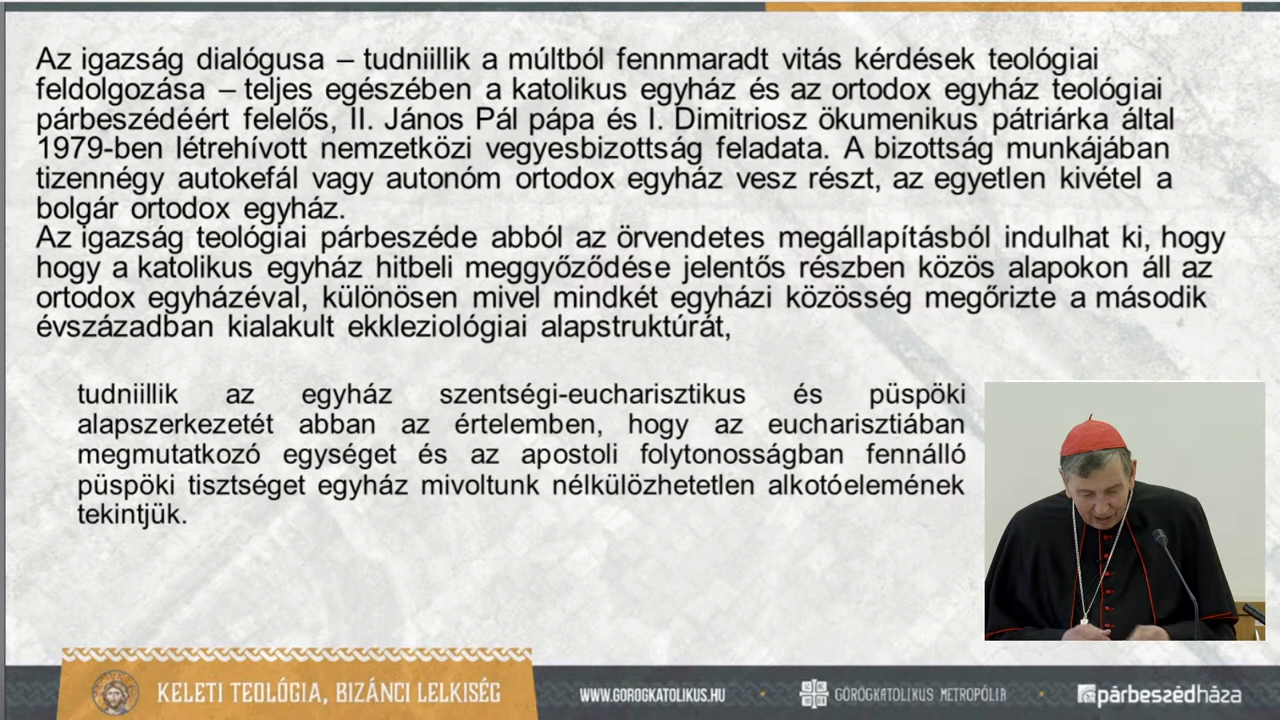 Az igazság dialógusa – tudniillik a múltból fennmaradt vitás kérdések teológiai
feldolgozása – teljes egészében a katolikus egyház és az ortodox egyház teológiai
párbeszédéért felelős, II. János Pál pápa és I. Dimitriosz ökumenikus pátriárka által
1979-ben létrehívott nemzetközi vegyesbizottság feladata. A bizottság munkájában
tizennégy autokefál vagy autonóm ortodox egyház vesz részt, az egyetlen kivétel a
bolgár ortodox egyház.
Az igazság teológiai párbeszéde abból az örvendetes megállapításból indulhat ki, hogy
hogy a katolikus egyház hitbeli meggyőződése jelentős részben közös alapokon áll az
ortodox egyházéval, különösen mivel mindkét egyházi közösség megőrizte a második
évszázadban kialakult ekkleziológiai alapstruktúrát,
tudniillik az egyház szentségi-eucharisztikus és püspöki
alapszerkezetét abban az értelemben, hogy az eucharisztiában
megmutatkozó egységet és az apostoli folytonosságban fennálló
püspöki tisztséget egyház mivoltunk nélkülözhetetlen alkotóelemének
tekintjük.
KELETI TEOLÓGIA, BIZÁNCI LELKISÉG
WWW.GOROGKATOLIKUS.HU
GÖRÖGKATOLIKUS METROPÓLIA
párbeszédháza